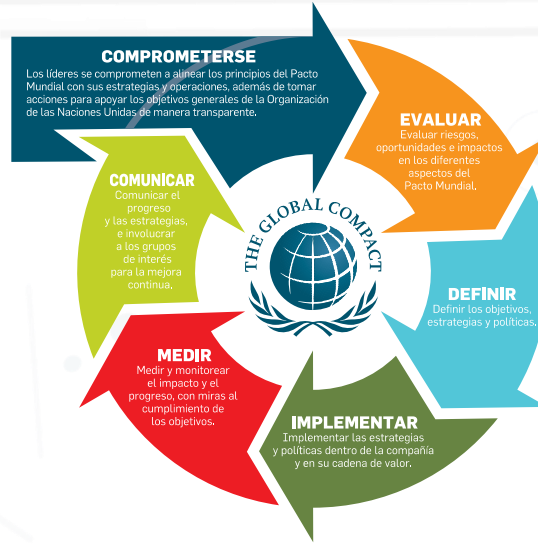 COMPROMETERSE
Los líderes se comprometen a alinear los principios del Pacto
Mundial con sus estrategias y operaciones, además de tomar
acciones para apoyar los objetivos generales de la Organización
de las Naciones Unidas de manera transparente.
EVALUAR
Evaluar riesgos,
oportunidades e impactos
en los diferentes
aspectos del
Pacto Mundial.
DEFINIR
Definir los objetivos,
estrategias y políticas.
IMPLEMENTAR
Implementar las estrategias
y políticas dentro de la compañía
y en su cadena de valor.
MEDIR
Medir y monitorear
el impacto y el
progreso, con miras al
cumplimiento de
los objetivos.
COMUNICAR
Comunicar el
progreso
y las estrategias,
e involucrar
a los grupos
de interés
para la mejora
continua,
THE GLOBAL COMPACT